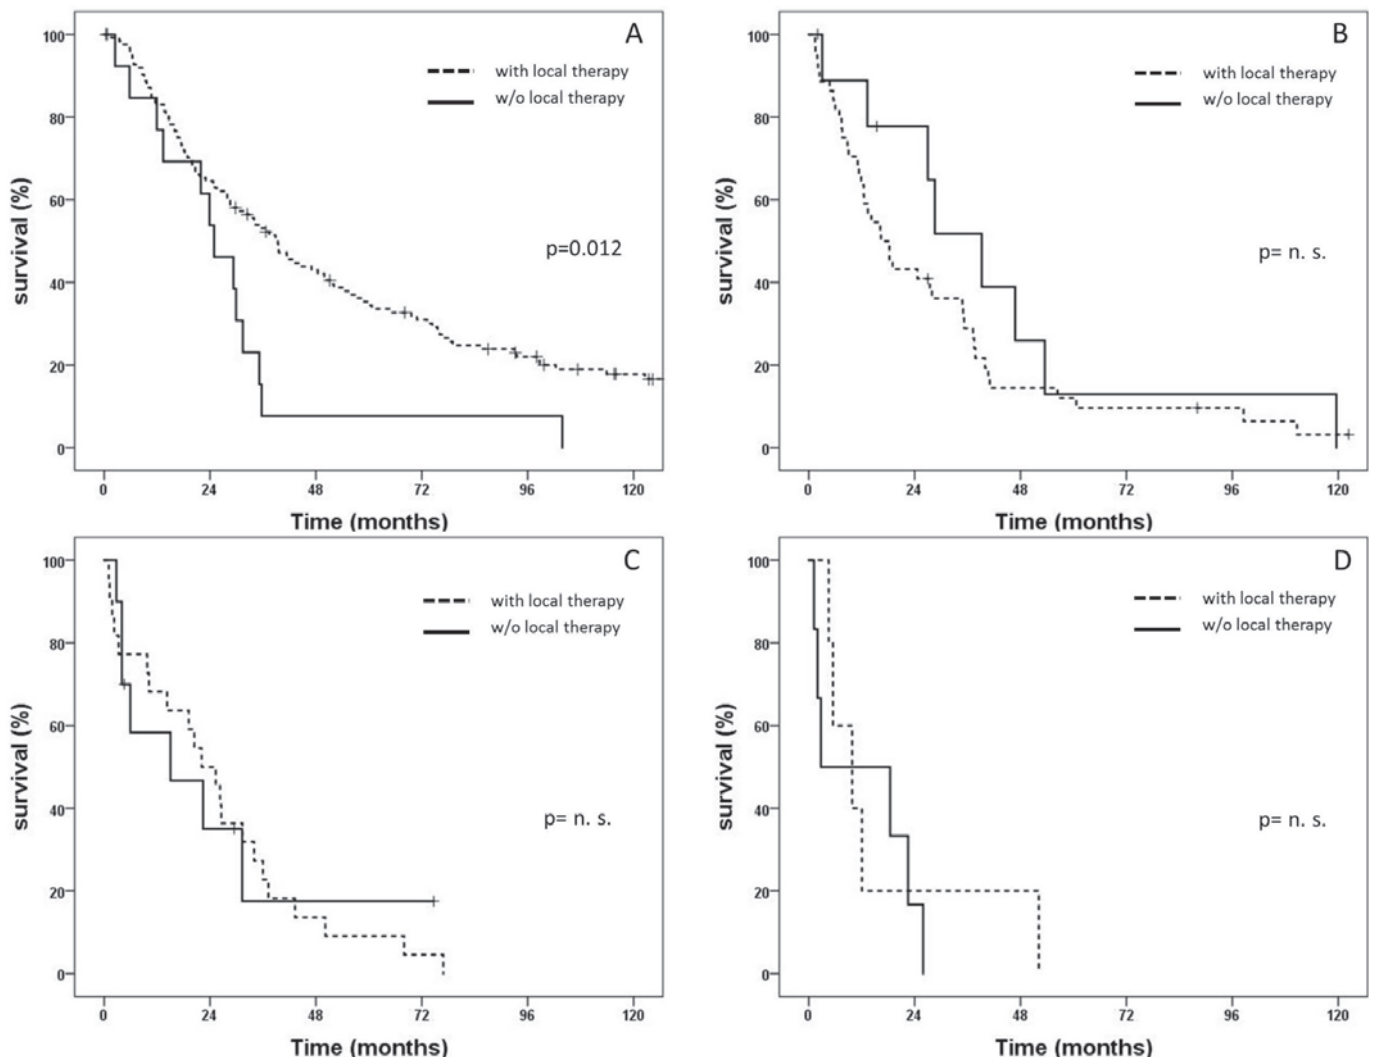 A
with local therapy
w/o local therapy
p=0.012
survival (%)
100
80
60
40
20
0
0 24 48 72 96 120
Time (months)
B
with local therapy
w/o local therapy
p= n. s.
survival (%)
100
80
60
40
20
0
0 24 48 72 96 120
Time (months)
C
with local therapy
w/o local therapy
p= n. s.
survival (%)
100
80
60
40
20
0
0 24 48 72 96 120
Time (months)
D
with local therapy
w/o local therapy
p= n. s.
survival (%)
100
80
60
40
20
0
0 24 48 72 96 120
Time (months)